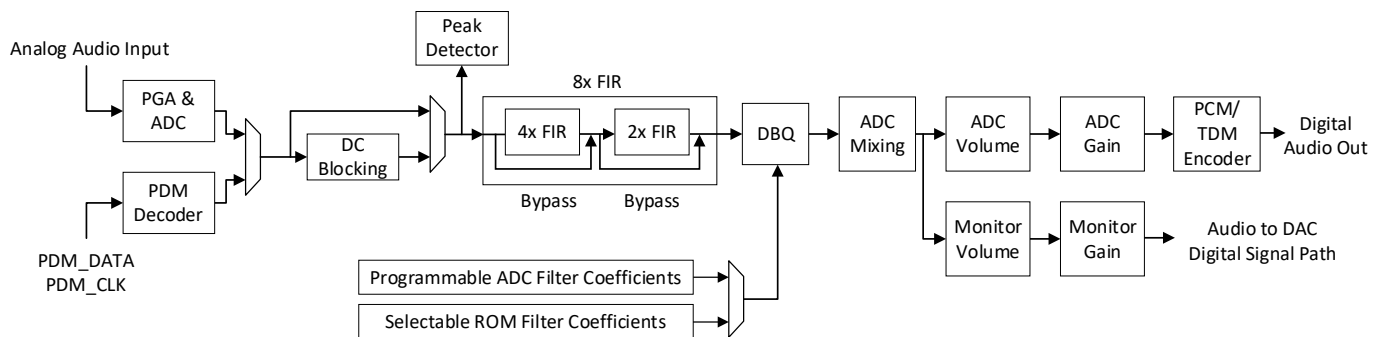 Analog Audio Input
PGA &
ADC
PDM
Decoder
PDM_DATA
PDM_CLK
DC
Blocking
Peak
Detector
8x FIR
4x FIR
2x FIR
Bypass
Bypass
Programmable ADC Filter Coefficients
Selectable ROM Filter Coefficients
DBQ
ADC
Mixing
ADC
Volume
ADC
Gain
PCM/
TDM
Encoder
Digital
Audio Out
Monitor
Volume
Monitor
Gain
Audio to DAC
Digital Signal Path